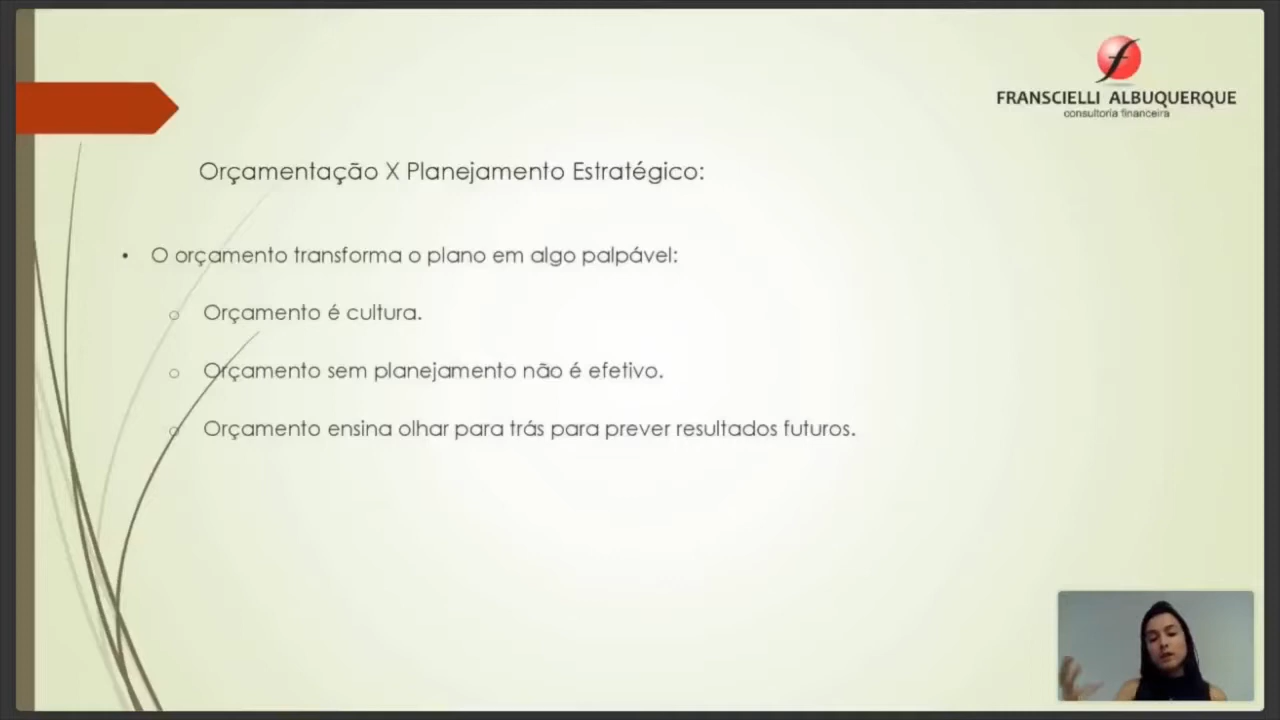 FRANSCIELLI ALBUQUERQUE
consultoria financeira
Orçamentação X Planejamento Estratégico:
• O orçamento transforma o plano em algo palpável:
o Orçamento é cultura.
o Orçamento sem planejamento não é efetivo.
o Orçamento ensina olhar para trás para prever resultados futuros.